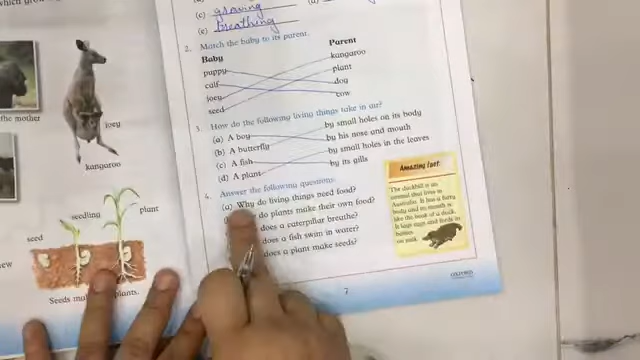 (c) growing
(e) breathing
2. Match the baby to its parent.
Baby Parent
puppy kangaroo
calf plant
joey dog
seed cow
3. How do the following living things take in air?
(a) A boy by small holes on its body
(b) A butterfly by his nose and mouth
(c) A fish by small holes in the leaves
(d) A plant by its gills
4. Answer the following questions.
(a) Why do living things need food?
do plants make their own food?
does a caterpillar breathe?
does a fish swim in water?
does a plant make seeds?
Amazing fact
The duckbill is an
animal that lives in
Australia. It has a furry
body and its mouth is
like the beak of a duck.
It lays eggs and feeds its
babies
on milk.
the mother
joey
kangaroo
seedling
plant
seed
Seeds plants.
7
OXFORD